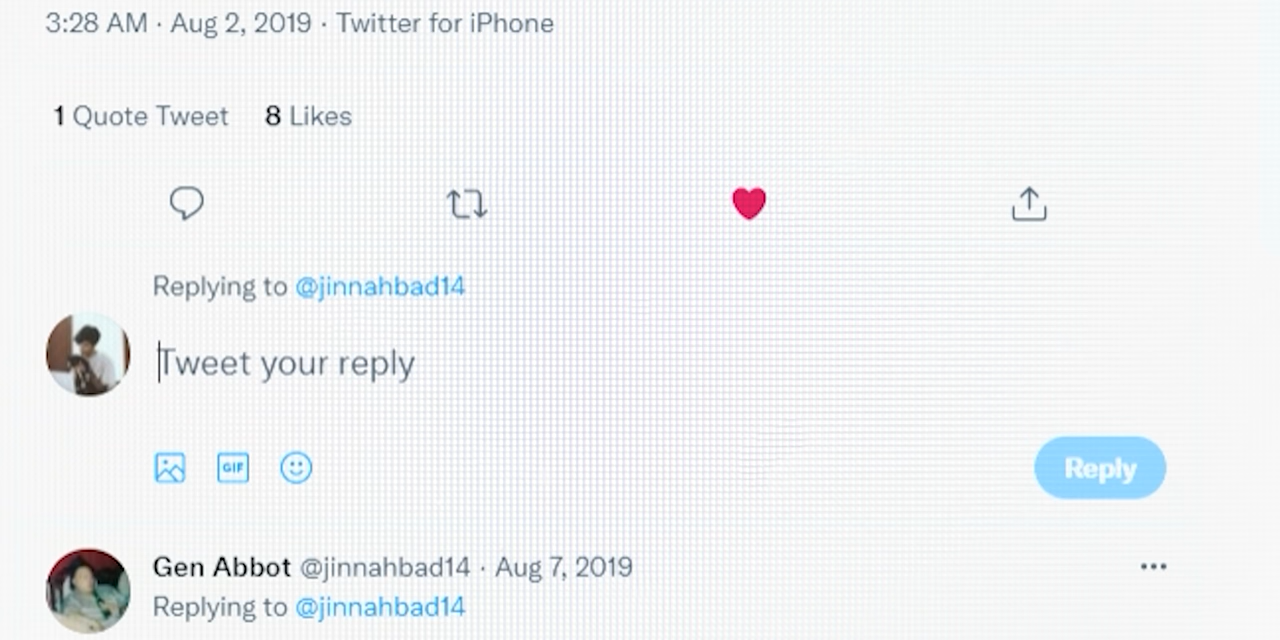 3:28 AM · Aug 2, 2019 · Twitter for iPhone
1 Quote Tweet 8 Likes
Replying to @jinnahbad14
Tweet your reply
GIF
Reply
Gen Abbot @jinnahbad14 · Aug 7, 2019
Replying to @jinnahbad14